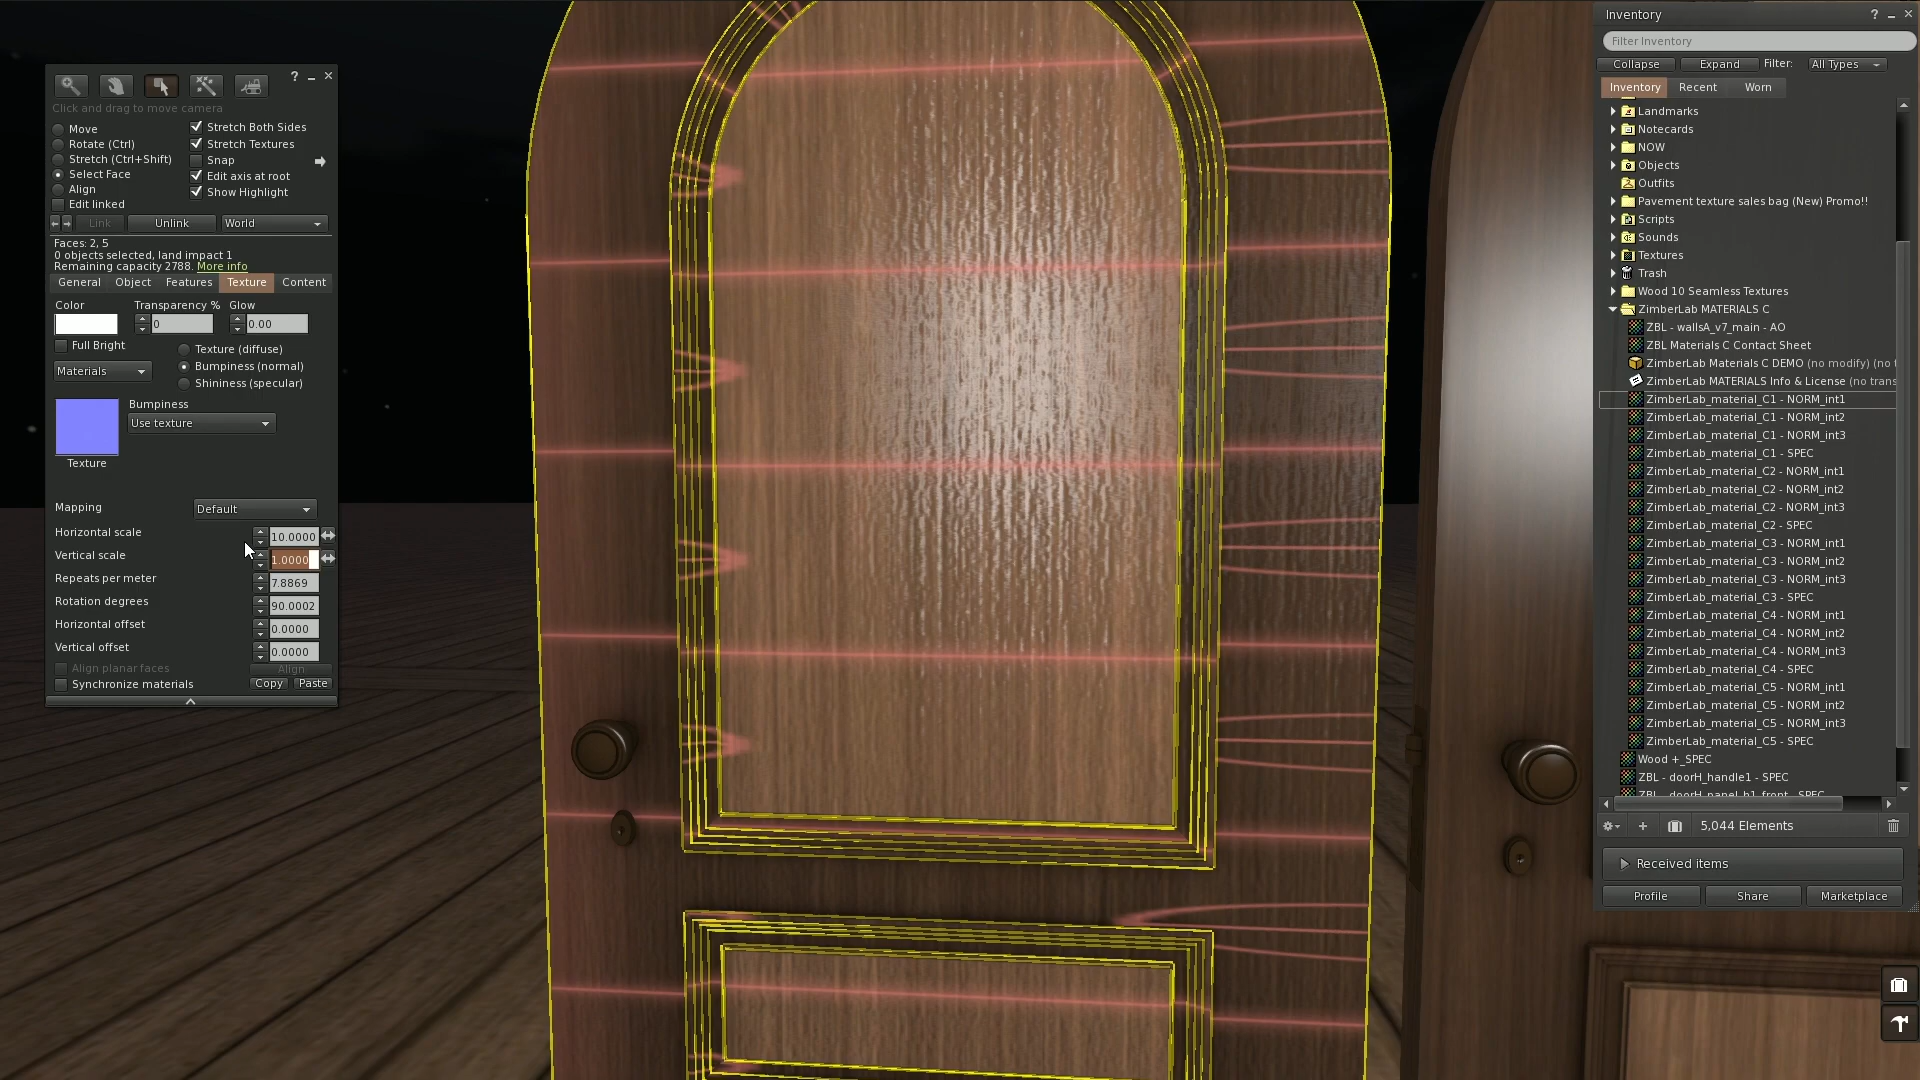 ? _ ×
Click and drag to move camera
Move
Rotate (Ctrl)
Stretch (Ctrl+Shift)
Select Face
Align
Edit linked
Stretch Both Sides
Stretch Textures
Snap
Edit axis at root
Show Highlight
Link
Unlink
World
Faces: 2, 5
0 objects selected, land impact 1
Remaining capacity 2788. More info
General Object Features Texture Content
Color Transparency % Glow
0 0.00
Full Bright
Materials
Texture (diffuse)
Bumpiness (normal)
Shininess (specular)
Bumpiness
Use texture
Texture
Mapping Default
Horizontal scale 10.0000
Vertical scale 1.0000
Repeats per meter 7.8869
Rotation degrees 90.0002
Horizontal offset 0.0000
Vertical offset 0.0000
Align planar faces Align
Synchronize materials Copy Paste
Inventory ? _ ×
Filter Inventory
Collapse Expand Filter: All Types
Inventory Recent Worn
Landmarks
Notecards
NOW
Objects
Outfits
Pavement texture sales bag (New) Promo!!
Scripts
Sounds
Textures
Trash
Wood 10 Seamless Textures
ZimberLab MATERIALS C
ZBL - wallsA_v7_main - AO
ZBL Materials C Contact Sheet
ZimberLab Materials C DEMO (no modify) (no t
ZimberLab MATERIALS Info & License (no trans
ZimberLab_material_C1 - NORM_int1
ZimberLab_material_C1 - NORM_int2
ZimberLab_material_C1 - NORM_int3
ZimberLab_material_C1 - SPEC
ZimberLab_material_C2 - NORM_int1
ZimberLab_material_C2 - NORM_int2
ZimberLab_material_C2 - NORM_int3
ZimberLab_material_C2 - SPEC
ZimberLab_material_C3 - NORM_int1
ZimberLab_material_C3 - NORM_int2
ZimberLab_material_C3 - NORM_int3
ZimberLab_material_C3 - SPEC
ZimberLab_material_C4 - NORM_int1
ZimberLab_material_C4 - NORM_int2
ZimberLab_material_C4 - NORM_int3
ZimberLab_material_C4 - SPEC
ZimberLab_material_C5 - NORM_int1
ZimberLab_material_C5 - NORM_int2
ZimberLab_material_C5 - NORM_int3
ZimberLab_material_C5 - SPEC
Wood +_SPEC
ZBL - doorH_handle1 - SPEC
ZBL - doorH_panel_b1_front - SPEC
5,044 Elements
Received items
Profile Share Marketplace